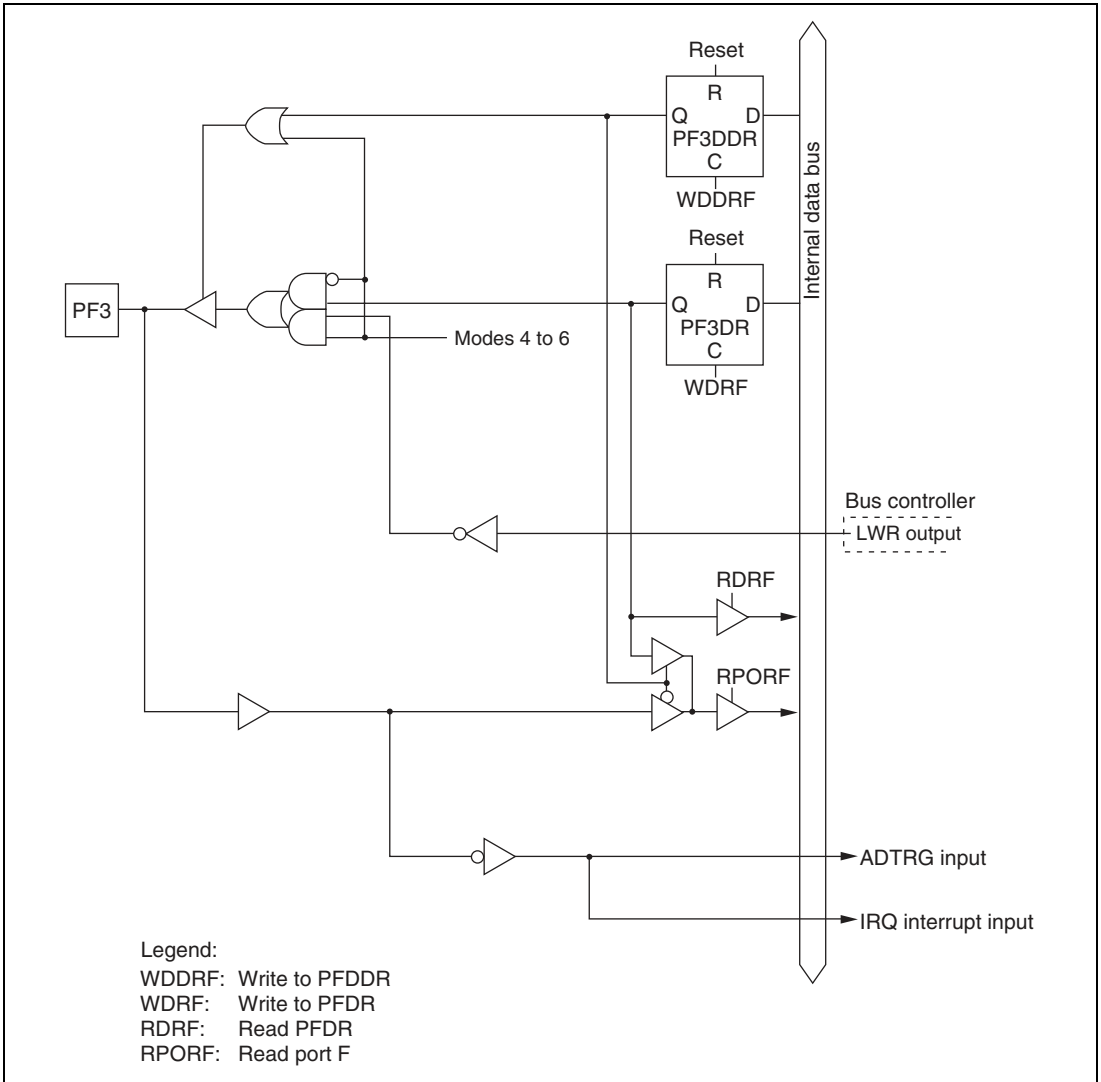 Reset
R
Q D
PF3DDR
C
WDDRF
Internal data bus
Reset
R
Q D
PF3DR
C
WDRF
PF3
Modes 4 to 6
Bus controller
LWR output
RDRF
RPORF
ADTRG input
IRQ interrupt input
Legend:
WDDRF: Write to PFDDR
WDRF: Write to PFDR
RDRF: Read PFDR
RPORF: Read port F